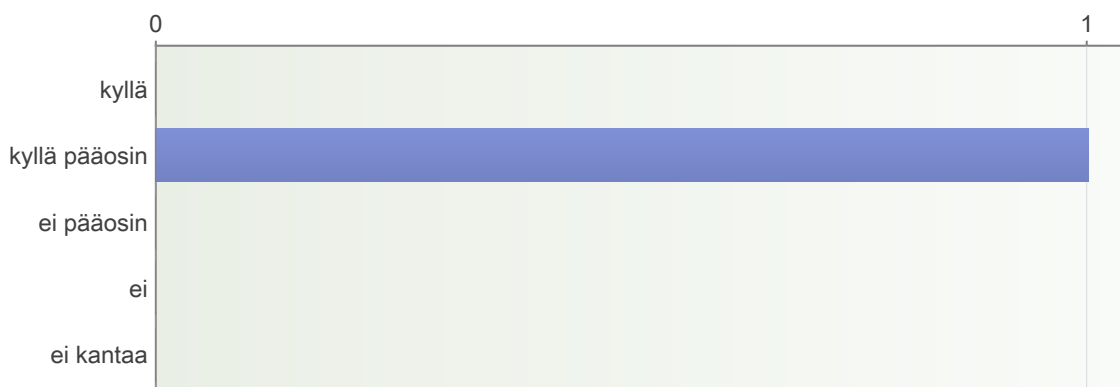 0 1
kyllä
kyllä pääosin
ei pääosin
ei
ei kantaa